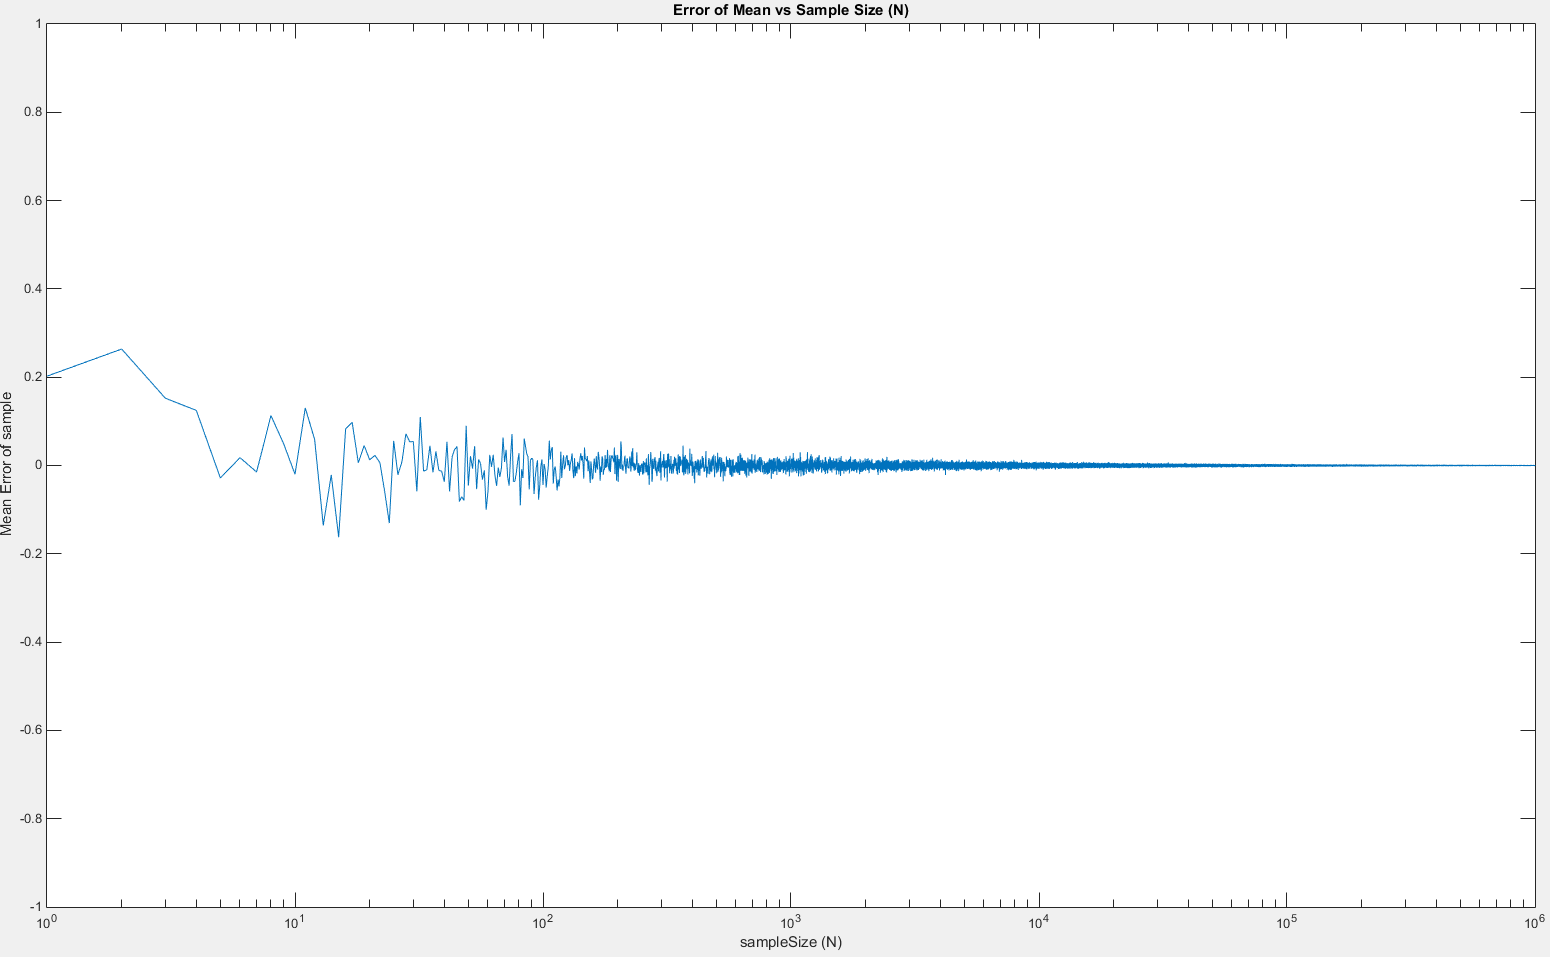 Error of Mean vs Sample Size (N)
1
0.8
0.6
0.4
0.2
0
-0.2
-0.4
-0.6
-0.8
-1
Mean Error of sample
10^0 10^1 10^2 10^3 10^4 10^5 10^6
sampleSize (N)